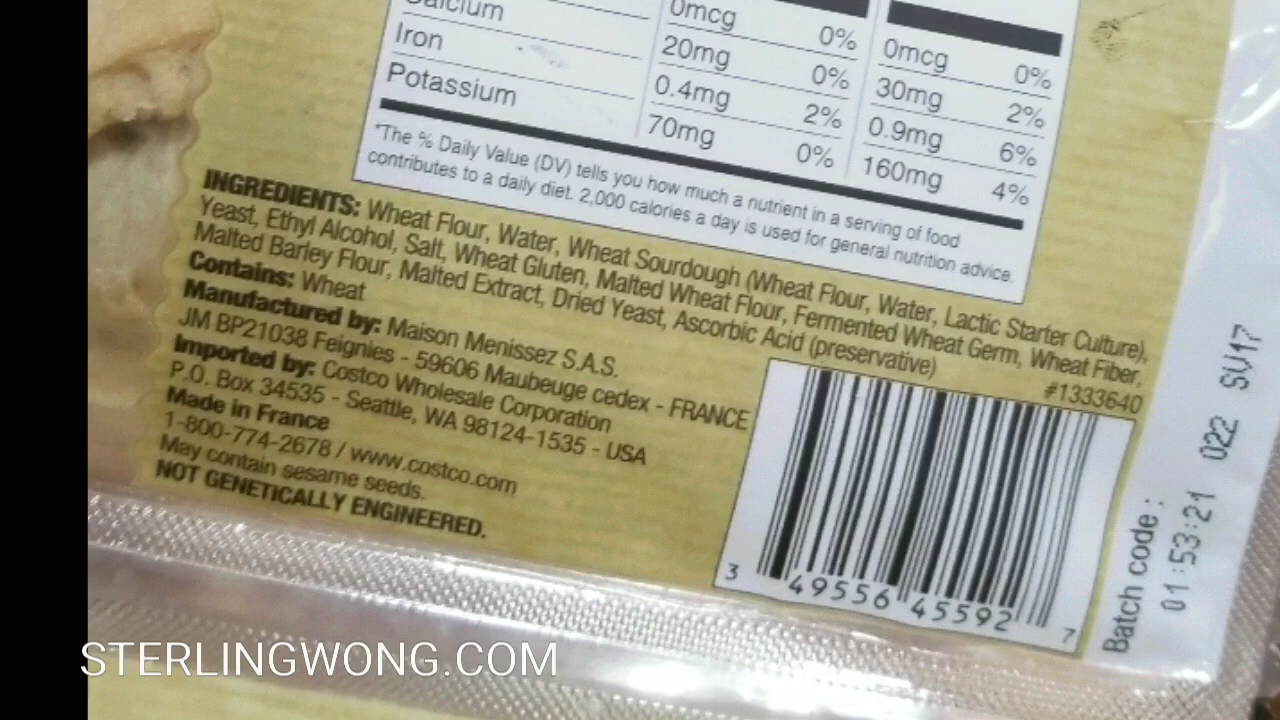 Calcium
Iron
Potassium
0mcg 0% 0mcg 0%
20mg 0% 30mg 2%
0.4mg 2% 0.9mg 6%
70mg 0% 160mg 4%
*The % Daily Value (DV) tells you how much a nutrient in a serving of food
contributes to a daily diet. 2,000 calories a day is used for general nutrition advice.
INGREDIENTS: Wheat Flour, Water, Wheat Sourdough (Wheat Flour, Water, Lactic Starter Culture),
Yeast, Ethyl Alcohol, Salt, Wheat Gluten, Malted Wheat Flour, Fermented Wheat Germ, Wheat Fiber,
Malted Barley Flour, Malted Extract, Dried Yeast, Ascorbic Acid (preservative)
Contains: Wheat
#1333640
Manufactured by: Maison Menissez S.A.S.
JM BP21038 Feignies - 59606 Maubeuge cedex - FRANCE
Imported by: Costco Wholesale Corporation
P.O. Box 34535 - Seattle, WA 98124-1535 - USA
Made in France
1-800-774-2678 / www.costco.com
May contain sesame seeds.
NOT GENETICALLY ENGINEERED.
3 49556 45592 7
Batch code :
01:53:21 022 SU17
STERLINGWONG.COM